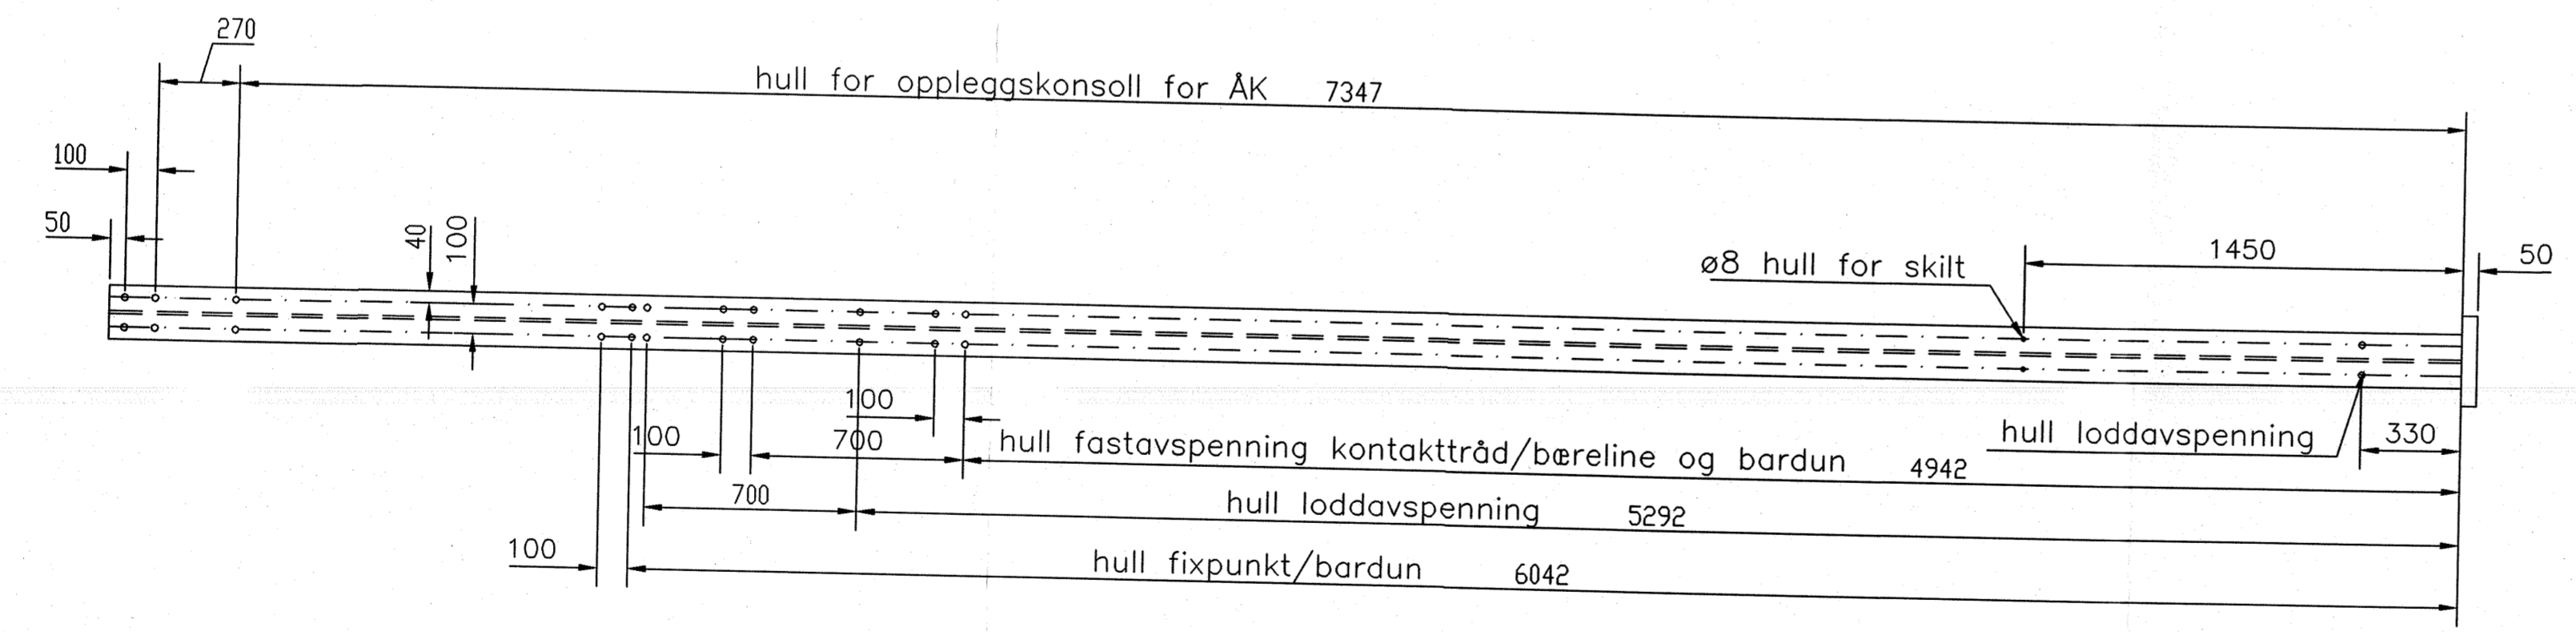 270
hull for oppleggskonsoll for ÅK 7347
100
50
40
100
ø8 hull for skilt
1450
50
100
100
700
hull fastavspenning kontakttråd/bæreline og bardun 4942
hull loddavspenning
330
700
hull loddavspenning 5292
100
hull fixpunkt/bardun 6042